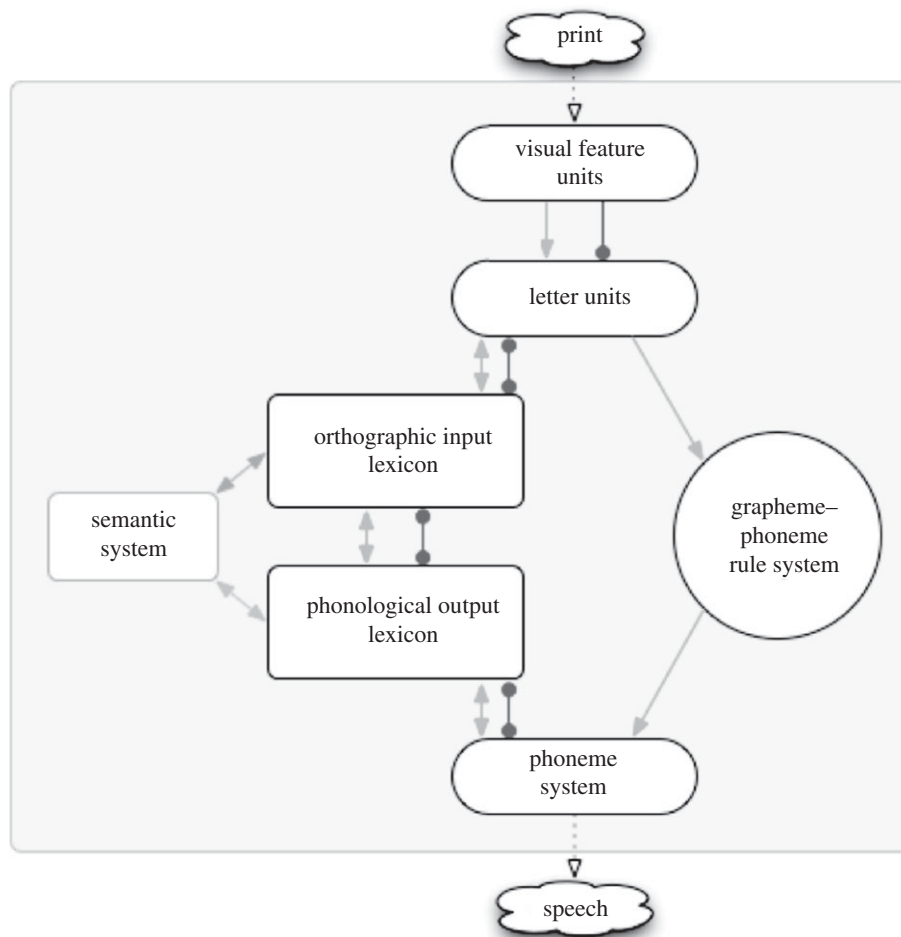 print
visual feature
units
letter units
orthographic input
lexicon
semantic
system
grapheme–
phoneme
rule system
phonological output
lexicon
phoneme
system
speech